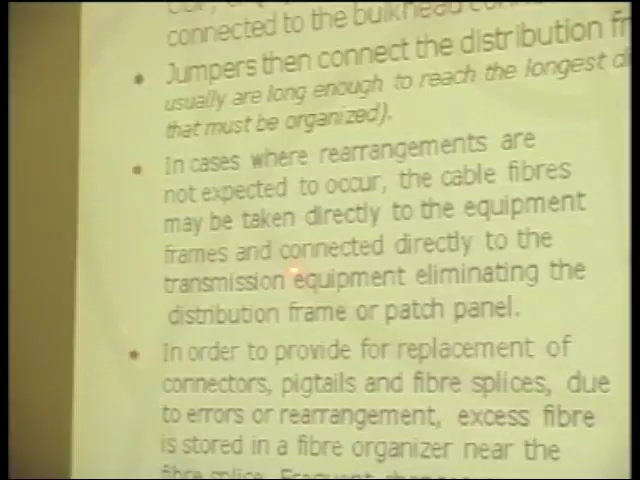 connected to the bulkhead
• Jumpers then connect the distribution
usually are long enough to reach the longest
that must be organized).
• In cases where rearrangements are
not expected to occur, the cable fibres
may be taken directly to the equipment
frames and connected directly to the
transmission equipment eliminating the
distribution frame or patch panel.
• In order to provide for replacement of
connectors, pigtails and fibre splices, due
to errors or rearrangement, excess fibre
is stored in a fibre organizer near the
fibre splice.